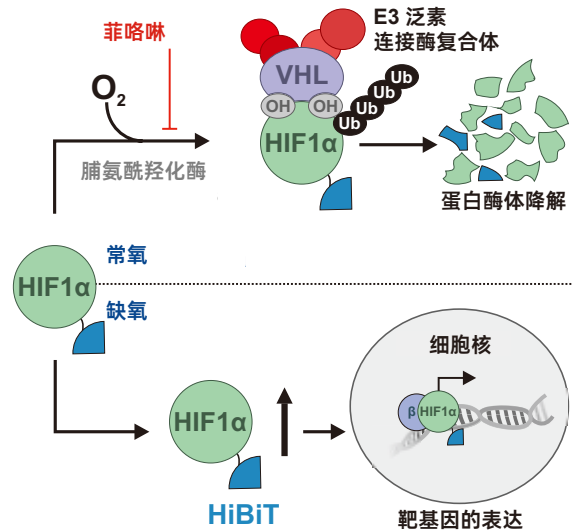 菲咯啉
E3 泛素
连接酶复合体
O2
VHL
OH
OH
Ub
Ub
Ub
Ub
HIF1α
脯氨酰羟化酶
蛋白酶体降解
常氧
HIF1α
缺氧
细胞核
β
HIF1α
HIF1α
HiBiT
靶基因的表达